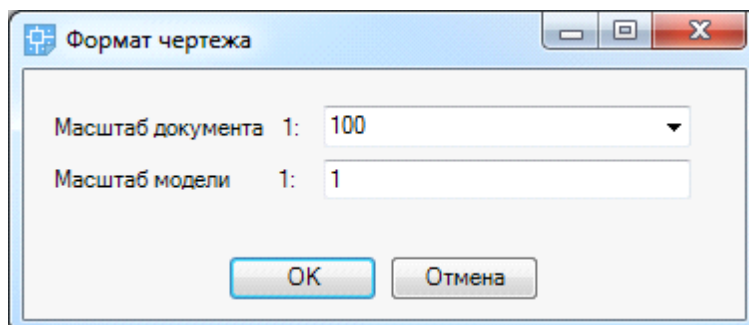 Формат чертежа
Масштаб документа 1: 100
Масштаб модели 1: 1
OK Отмена